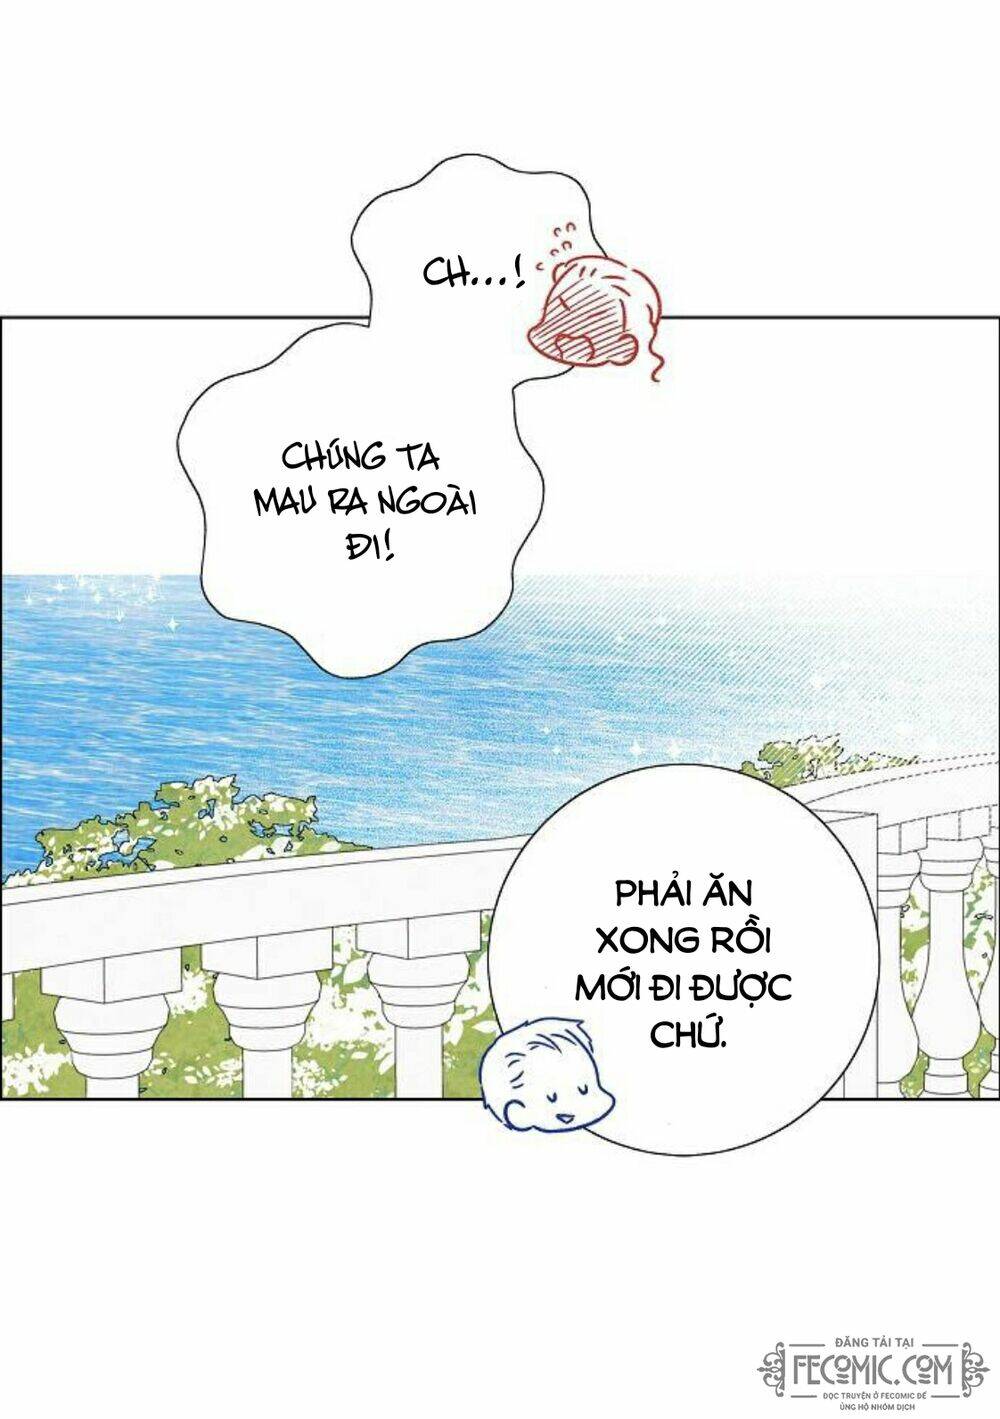 CH...!
CHÚNG TA
MAU RA NGOÀI
ĐI!
PHẢI ĂN
XONG RỒI
MỚI ĐI ĐƯỢC
CHỨ.
ĐĂNG TẢI TẠI
FECOMIC.COM
ĐỌC TRUYỆN Ở FECOMIC ĐỂ
ỦNG HỘ NHÓM DỊCH